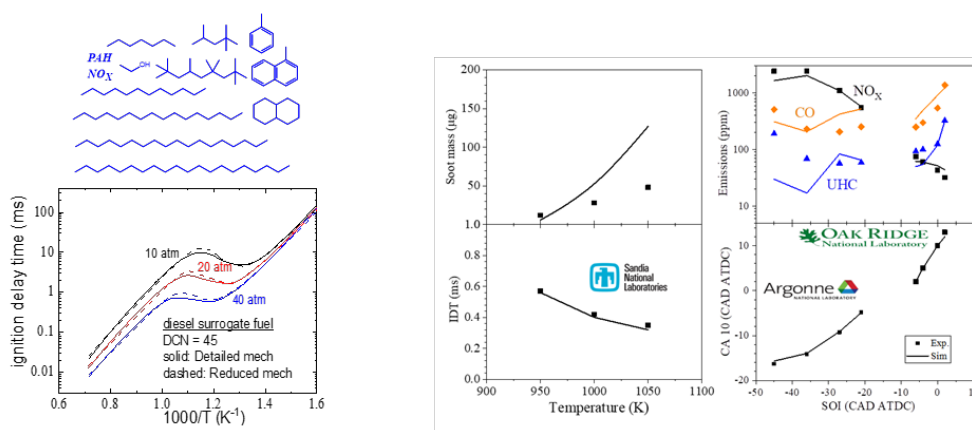 PAH
NOX
OH
ignition delay time (ms)
100
10
1
0.1
0.01
10 atm
20 atm
40 atm
diesel surrogate fuel
DCN = 45
solid: Detailed mech
dashed: Reduced mech
0.6
0.8
1.0
1.2
1.4
1.6
1000/T (K-1)
Soot mass (µg)
200
150
100
50
1.0
IDT (ms)
0.8
0.6
0.4
0.2
0.0
Sandia
National
Laboratories
900
950
1000
1050
1100
Temperature (K)
Emissions (ppm)
1000
100
10
NOX
CO
UHC
OAK RIDGE
National Laboratory
Argonne
NATIONAL LABORATORY
CA 10 (CAD ATDC)
10
0
-10
-20
Exp.
Sim
-50
-40
-30
-20
-10
0
10
SOI (CAD ATDC)